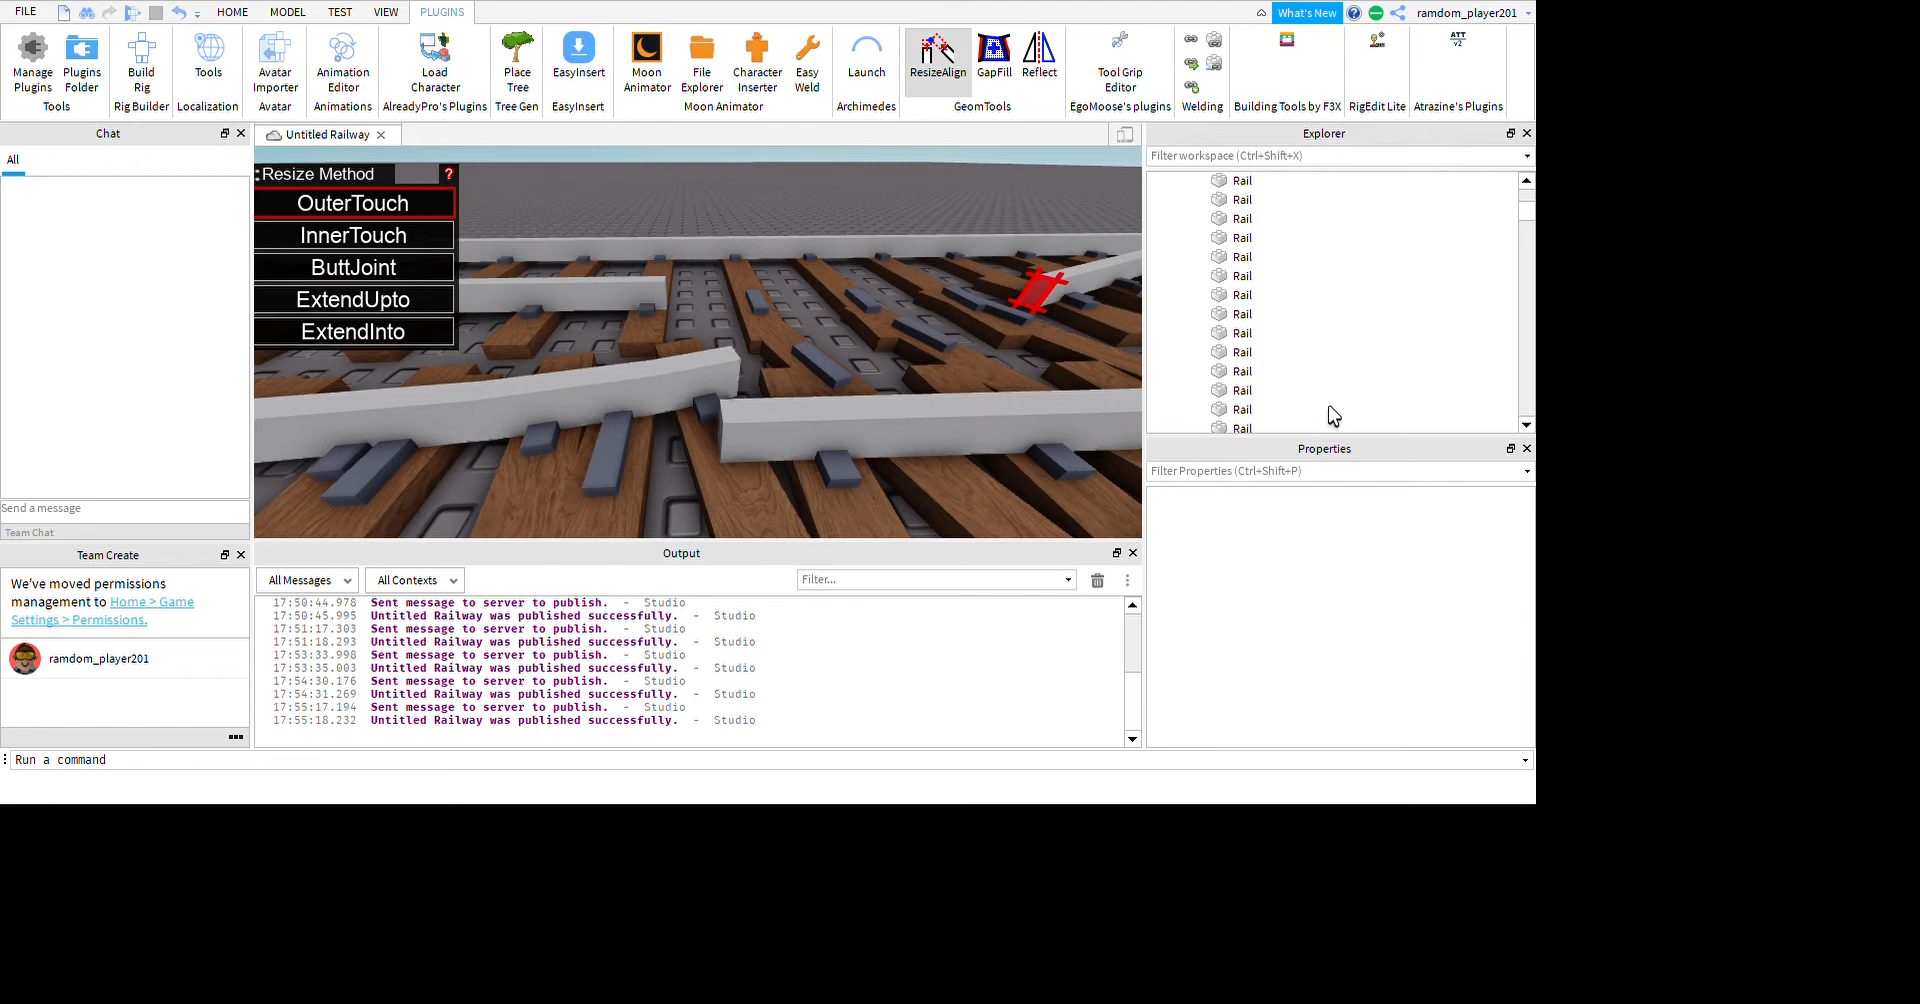 FILE HOME MODEL TEST VIEW PLUGINS What's New ramdom_player201
Manage Plugins
Plugins Folder
Build Rig
Tools
Avatar Importer
Animation Editor
Load Character
Place Tree
EasyInsert
Moon Animator
File Explorer
Character Inserter
Easy Weld
Launch
ResizeAlign
GapFill
Reflect
Tool Grip Editor
ATT v2
Tools Rig Builder Localization Avatar Animations AlreadyPro's Plugins Tree Gen EasyInsert Moon Animator Archimedes GeomTools EgoMoose's plugins Welding Building Tools by F3X RigEdit Lite Atrazine's Plugins
Chat
All
Send a message
Team Chat
Team Create
We've moved permissions
management to Home > Game
Settings > Permissions.
ramdom_player201
Untitled Railway
Resize Method ?
OuterTouch
InnerTouch
ButtJoint
ExtendUpto
ExtendInto
Output
All Messages All Contexts Filter...
17:50:44.978 Sent message to server to publish. - Studio
17:50:45.995 Untitled Railway was published successfully. - Studio
17:51:17.303 Sent message to server to publish. - Studio
17:51:18.293 Untitled Railway was published successfully. - Studio
17:53:33.998 Sent message to server to publish. - Studio
17:53:35.003 Untitled Railway was published successfully. - Studio
17:54:30.176 Sent message to server to publish. - Studio
17:54:31.269 Untitled Railway was published successfully. - Studio
17:55:17.194 Sent message to server to publish. - Studio
17:55:18.232 Untitled Railway was published successfully. - Studio
Explorer
Filter workspace (Ctrl+Shift+X)
Rail
Rail
Rail
Rail
Rail
Rail
Rail
Rail
Rail
Rail
Rail
Rail
Rail
Rail
Properties
Filter Properties (Ctrl+Shift+P)
Run a command